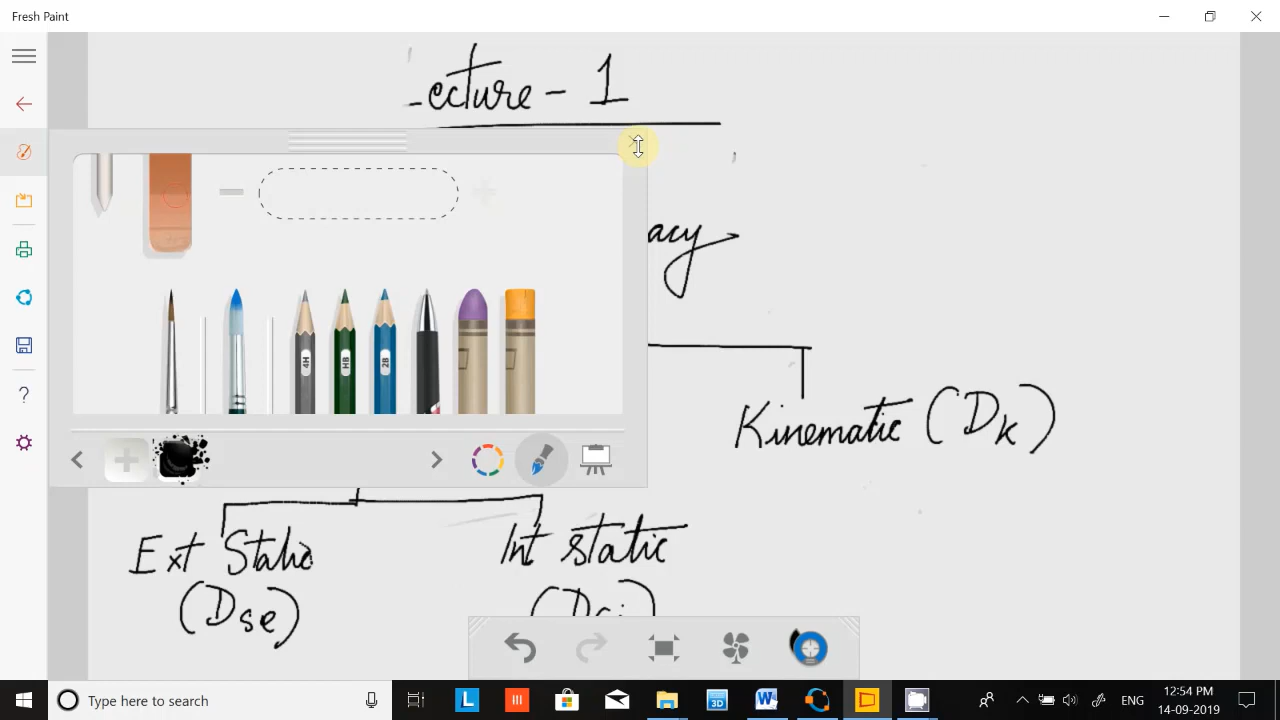 Fresh Paint
ecture - 1
acy
4H HB 2B
Kinematic (Dk)
Ext Static
Int static
(Dse)
(Dsi)
Type here to search
ENG
12:54 PM
14-09-2019